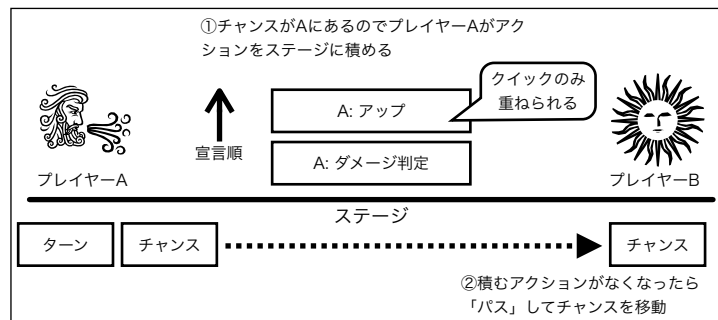 ①チャンスがAにあるのでプレイヤーAがアク
ションをステージに積める
クイックのみ
重ねられる
A: アップ
宣言順
A: ダメージ判定
プレイヤーA
プレイヤーB
ステージ
ターン
チャンス
チャンス
②積むアクションがなくなったら
「パス」してチャンスを移動